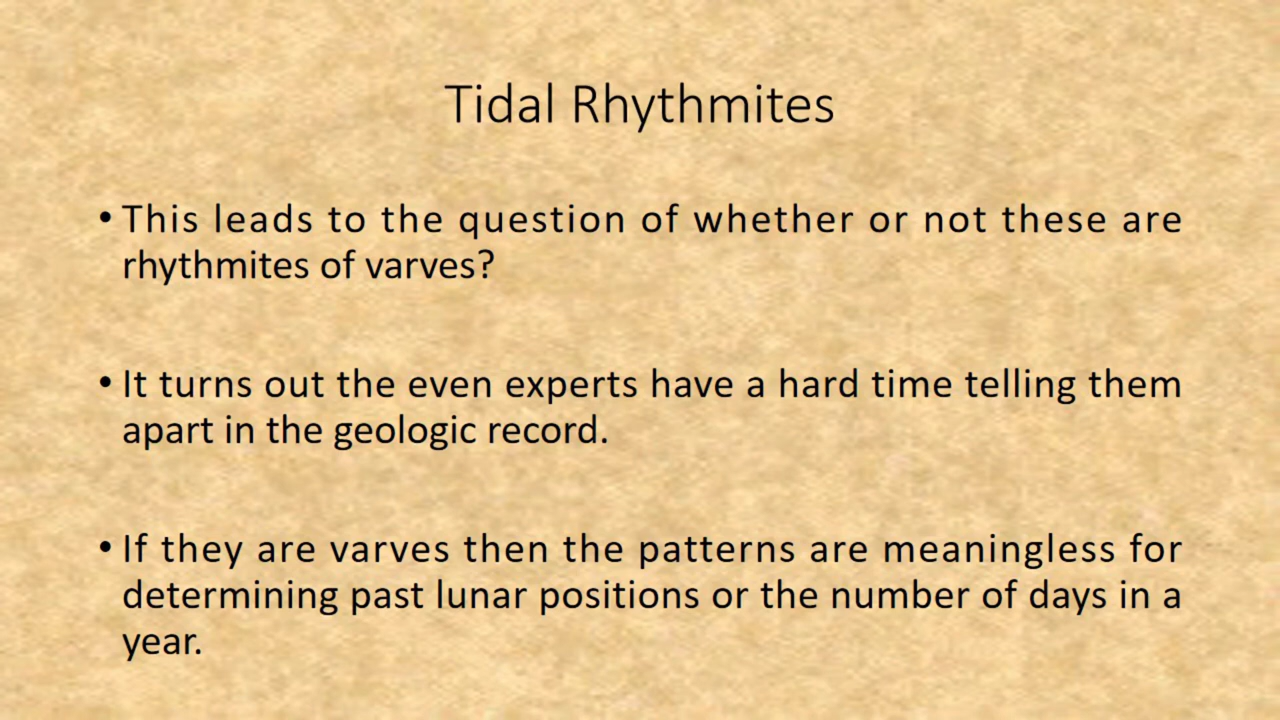 Tidal Rhythmites
• This leads to the question of whether or not these are
rhythmites of varves?
• It turns out the even experts have a hard time telling them
apart in the geologic record.
• If they are varves then the patterns are meaningless for
determining past lunar positions or the number of days in a
year.